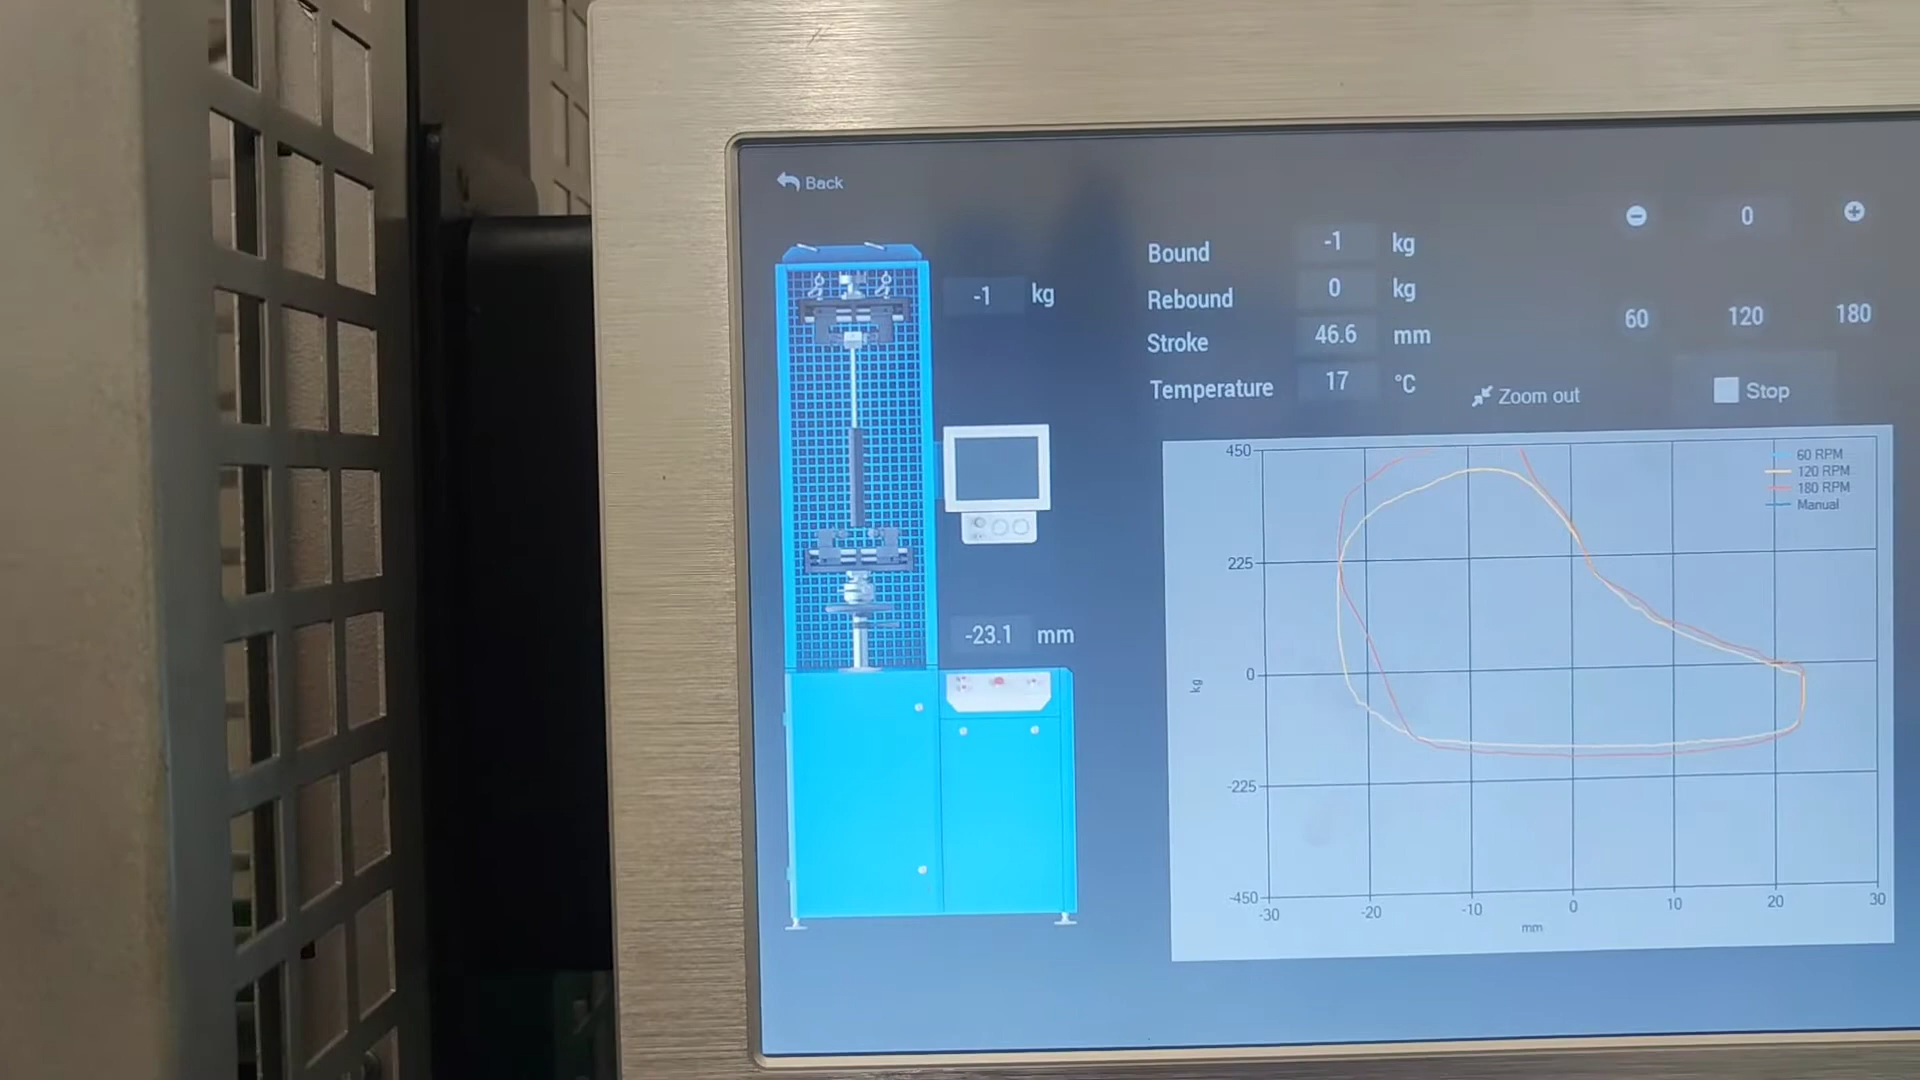 Back
-1 kg
-23.1 mm
Bound -1 kg
Rebound 0 kg
Stroke 46.6 mm
Temperature 17 °C
0
60 120 180
Zoom out
Stop
60 RPM
120 RPM
180 RPM
Manual
450
225
0
-225
-450
kg
-30 -20 -10 0 10 20 30
mm